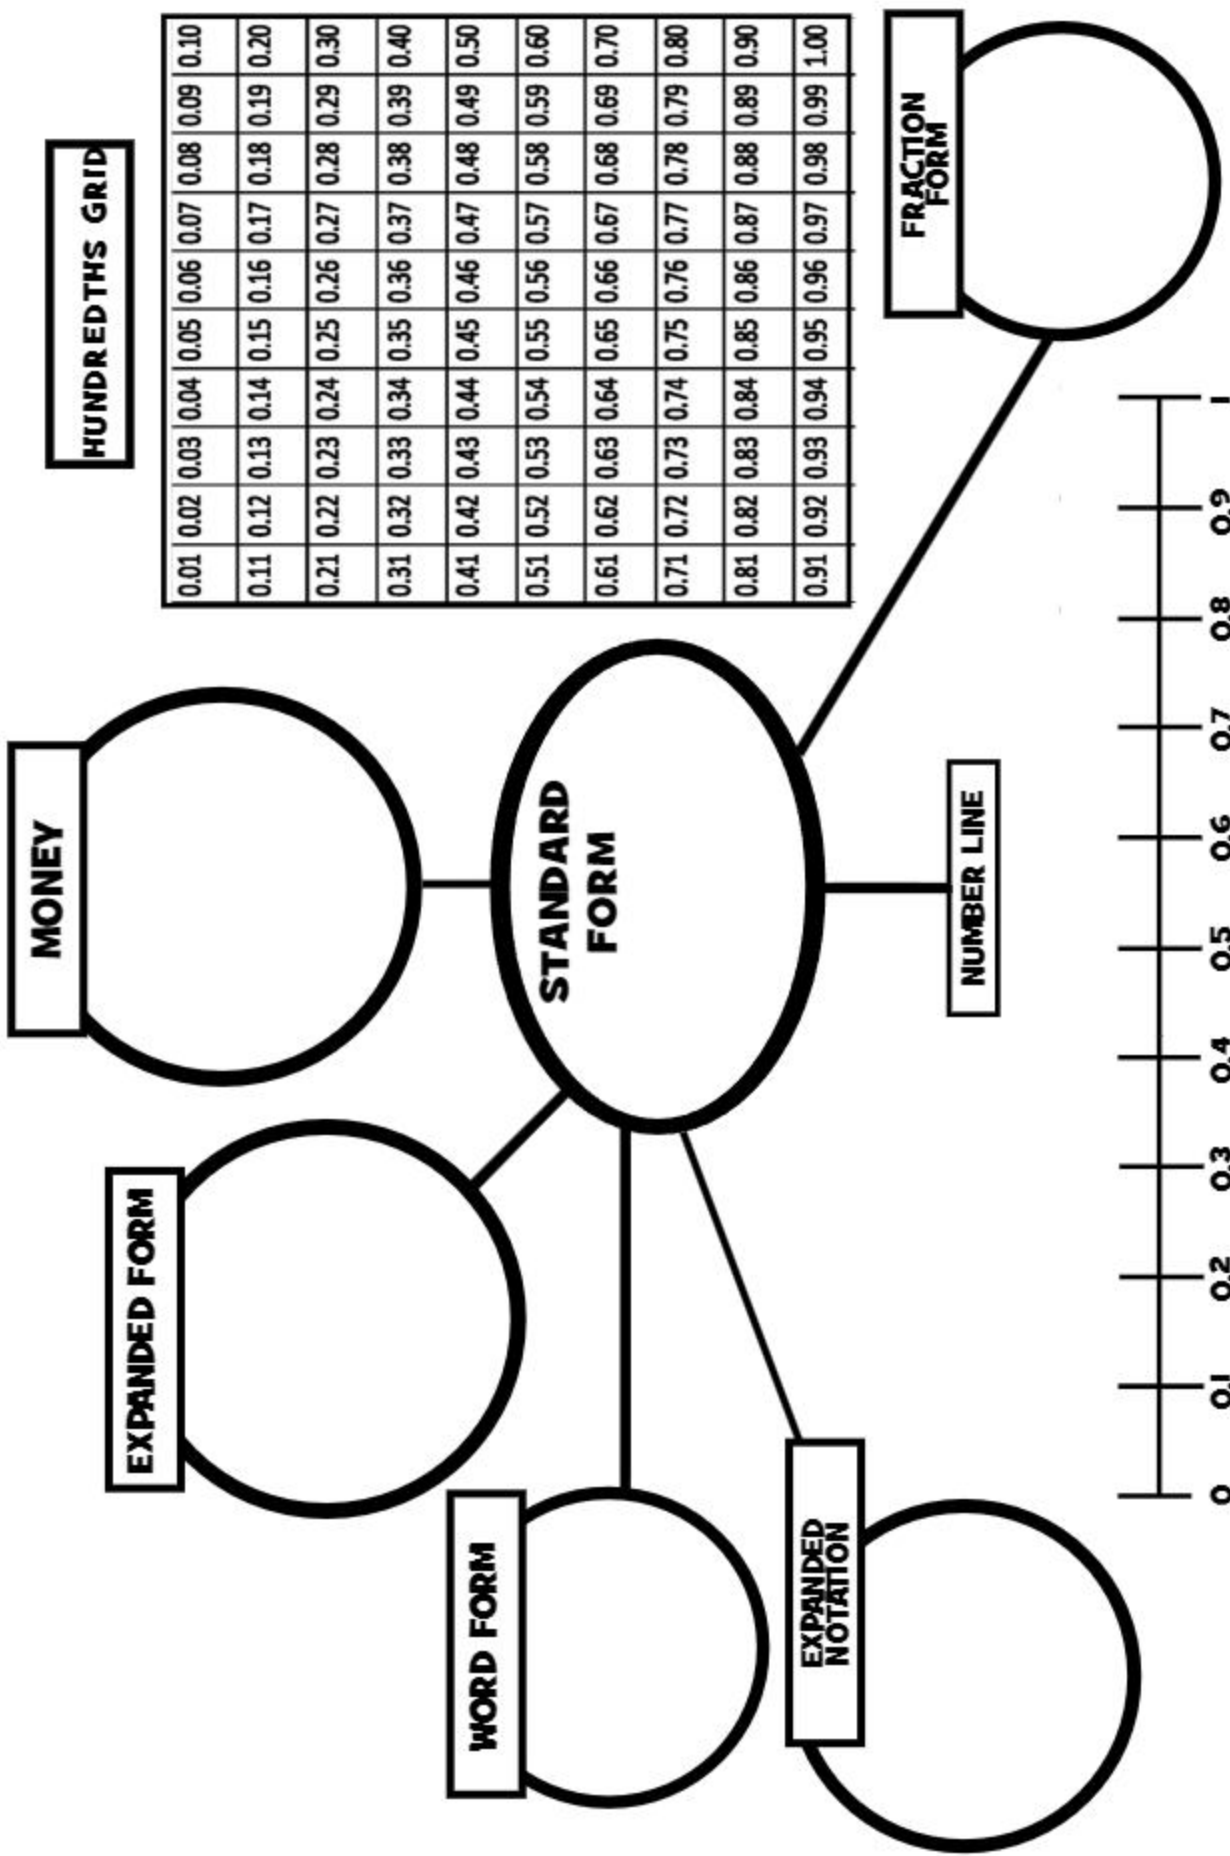 MONEY
HUNDREDTHS GRID
EXPANDED FORM
0.01 0.02 0.03 0.04 0.05 0.06 0.07 0.08 0.09 0.10
0.11 0.12 0.13 0.14 0.15 0.16 0.17 0.18 0.19 0.20
0.21 0.22 0.23 0.24 0.25 0.26 0.27 0.28 0.29 0.30
0.31 0.32 0.33 0.34 0.35 0.36 0.37 0.38 0.39 0.40
0.41 0.42 0.43 0.44 0.45 0.46 0.47 0.48 0.49 0.50
0.51 0.52 0.53 0.54 0.55 0.56 0.57 0.58 0.59 0.60
0.61 0.62 0.63 0.64 0.65 0.66 0.67 0.68 0.69 0.70
0.71 0.72 0.73 0.74 0.75 0.76 0.77 0.78 0.79 0.80
0.81 0.82 0.83 0.84 0.85 0.86 0.87 0.88 0.89 0.90
0.91 0.92 0.93 0.94 0.95 0.96 0.97 0.98 0.99 1.00
WORD FORM
STANDARD
FORM
EXPANDED
NOTATION
FRACTION
FORM
NUMBER LINE
0 0.1 0.2 0.3 0.4 0.5 0.6 0.7 0.8 0.9 1